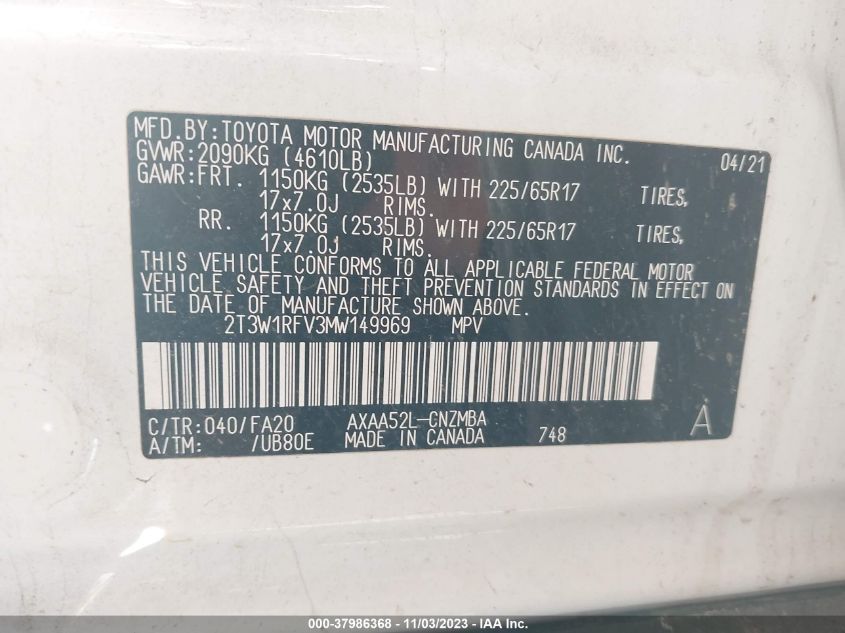 MFD.BY:TOYOTA MOTOR MANUFACTURING CANADA INC. 04/21
GVWR:2090KG (4610LB)
GAWR:FRT. 1150KG (2535LB) WITH 225/65R17 TIRES,
17x7.0J RIMS.
RR. 1150KG (2535LB) WITH 225/65R17 TIRES,
17x7.0J RIMS.
THIS VEHICLE CONFORMS TO ALL APPLICABLE FEDERAL MOTOR
VEHICLE SAFETY AND THEFT PREVENTION STANDARDS IN EFFECT ON
THE DATE OF MANUFACTURE SHOWN ABOVE.
2T3W1RFV3MW149969 MPV
C/TR:040/FA20 AXAA52L-CNZMBA
A/TM: /UB80E MADE IN CANADA 748 A
000-37986368 - 11/03/2023 - IAA Inc.